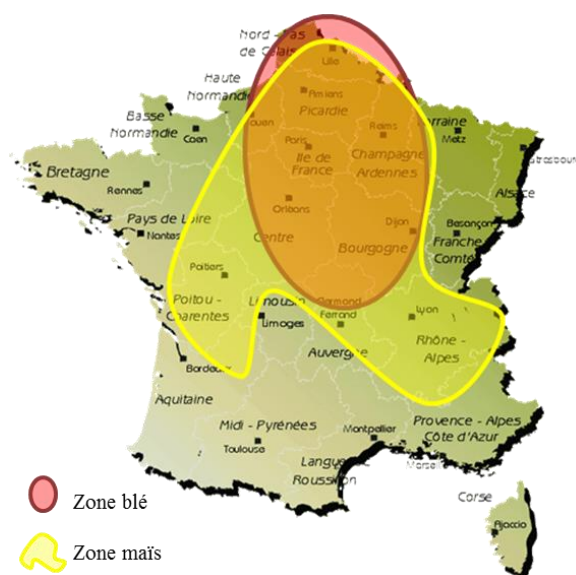 Nord - Pas
de Calais
Lille
Haute
Normandie
Amiens
Picardie
Basse
Normandie
Caen
ouen
Reims
Lorraine
Metz
Paris
Ile de
France
Champagne
Ardennes
Strasbourg
Bretagne
Rennes
Alsace
Orléans
Pays de Loire
Nantes
Centre
Dijon
Bourgogne
Besançon
Franche
Comté
Poitiers
Poitou -
Charentes
Limousin
Limoges
Clermond
Ferrand
Lyon
Auvergne
Rhône -
Alpes
Bordeaux
Aquitaine
Midi - Pyrénées
Toulouse
Montpellier
Provence - Alpes
Côte d'Azur
Marseille
Languedoc
Roussillon
Corse
Ajaccio
Zone blé
Zone maïs